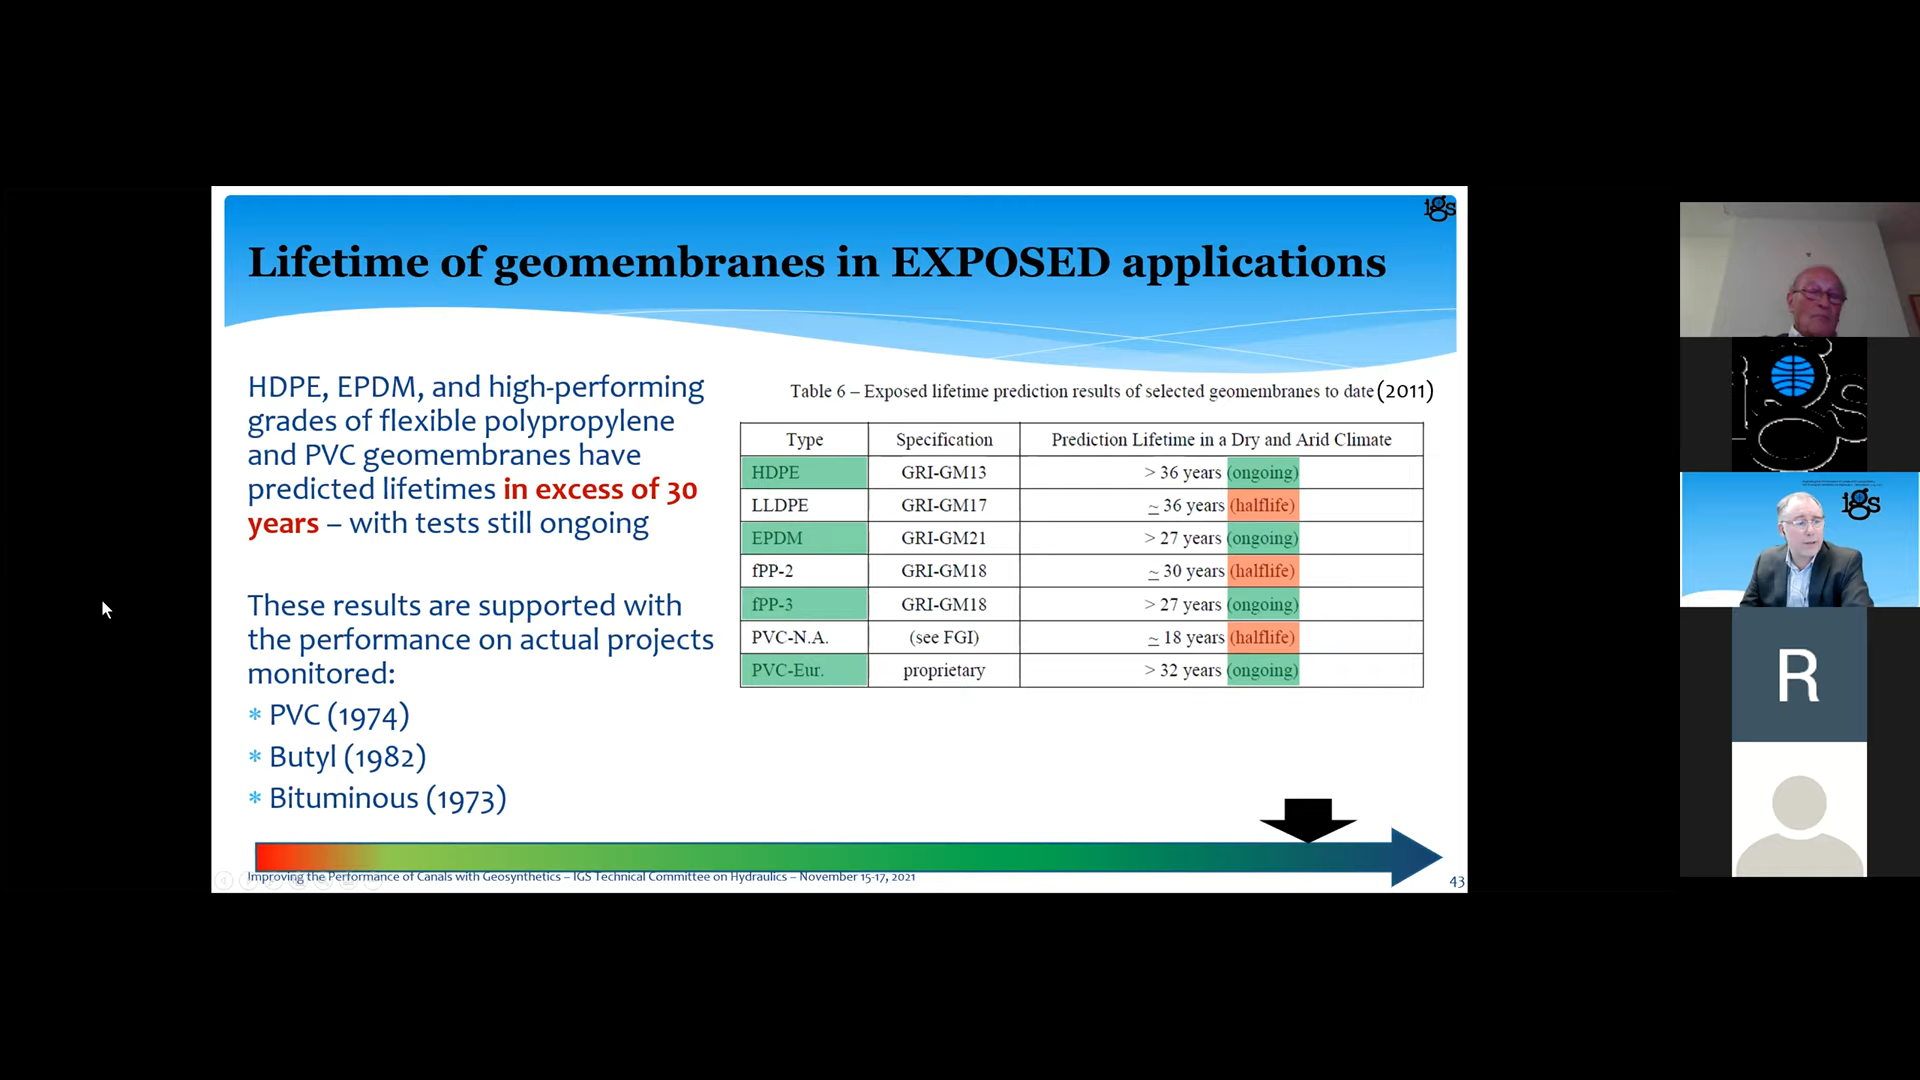 igs
Lifetime of geomembranes in EXPOSED applications
HDPE, EPDM, and high-performing
grades of flexible polypropylene
and PVC geomembranes have
predicted lifetimes in excess of 30
years – with tests still ongoing
These results are supported with
the performance on actual projects
monitored:
* PVC (1974)
* Butyl (1982)
* Bituminous (1973)
Table 6 – Exposed lifetime prediction results of selected geomembranes to date (2011)
Type Specification Prediction Lifetime in a Dry and Arid Climate
HDPE GRI-GM13 > 36 years (ongoing)
LLDPE GRI-GM17 ~ 36 years (halflife)
EPDM GRI-GM21 > 27 years (ongoing)
fPP-2 GRI-GM18 ~ 30 years (halflife)
fPP-3 GRI-GM18 > 27 years (ongoing)
PVC-N.A. (see FGI) ~ 18 years (halflife)
PVC-Eur. proprietary > 32 years (ongoing)
Improving the Performance of Canals with Geosynthetics – IGS Technical Committee on Hydraulics – November 15-17, 2021
43
igs
igs
R